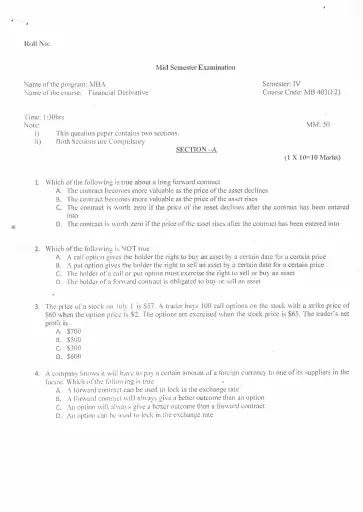 Roll No:
Mid Semester Examination
Name of the program: MBA Semester: IV
Name of the course: Financial Derivative Course Code: MB 403(F2)
Time: 1:30hrs
Note: MM: 50
i) This question paper contains two sections.
ii) Both Sections are Compulsory
SECTION –A
(1 X 10=10 Marks)
1. Which of the following is true about a long forward contract
A. The contract becomes more valuable as the price of the asset declines
B. The contract becomes more valuable as the price of the asset rises
C. The contract is worth zero if the price of the asset declines after the contract has been entered
into
D. The contract is worth zero if the price of the asset rises after the contract has been entered into
2. Which of the following is NOT true
A. A call option gives the holder the right to buy an asset by a certain date for a certain price
B. A put option gives the holder the right to sell an asset by a certain date for a certain price
C. The holder of a call or put option must exercise the right to sell or buy an asset
D. The holder of a forward contract is obligated to buy or sell an asset
3. The price of a stock on July 1 is $57. A trader buys 100 call options on the stock with a strike price of
$60 when the option price is $2. The options are exercised when the stock price is $65. The trader's net
profit is
A. $700
B. $500
C. $300
D. $600
4. A company knows it will have to pay a certain amount of a foreign currency to one of its suppliers in the
future. Which of the following is true
A. A forward contract can be used to lock in the exchange rate
B. A forward contract will always give a better outcome than an option
C. An option will always give a better outcome than a forward contract
D. An option can be used to lock in the exchange rate